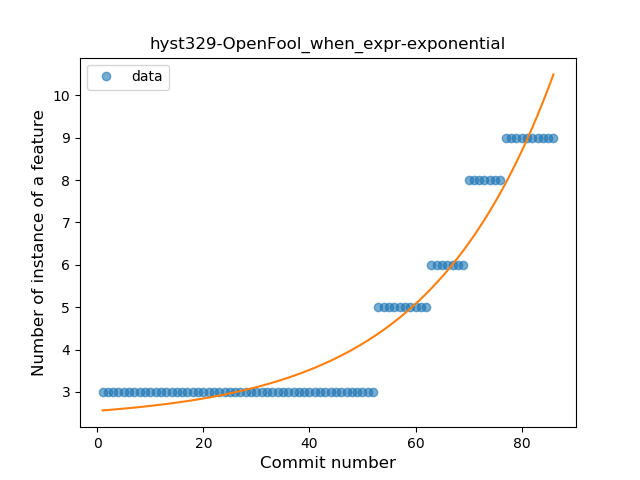 hyst329-OpenFool_when_expr-exponential
data
Number of instance of a feature
10
9
8
7
6
5
4
3
0 20 40 60 80
Commit number